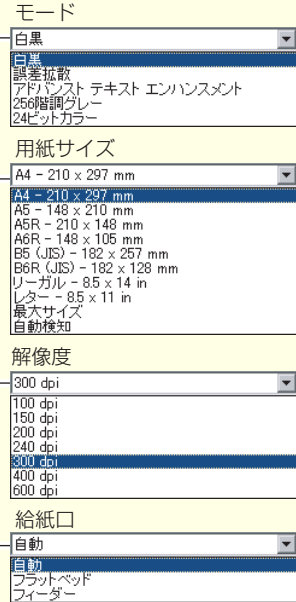 モード
白黒
白黒
誤差拡散
アドバンスト テキスト エンハンスメント
256階調グレー
24ビットカラー
用紙サイズ
A4 - 210 x 297 mm
A4 - 210 x 297 mm
A5 - 148 x 210 mm
A5R - 210 x 148 mm
A6R - 148 x 105 mm
B5 (JIS) - 182 x 257 mm
B6R (JIS) - 182 x 128 mm
リーガル - 8.5 x 14 in
レター - 8.5 x 11 in
最大サイズ
自動検知
解像度
300 dpi
100 dpi
150 dpi
200 dpi
240 dpi
300 dpi
400 dpi
600 dpi
給紙口
自動
自動
フラットベッド
フィーダー